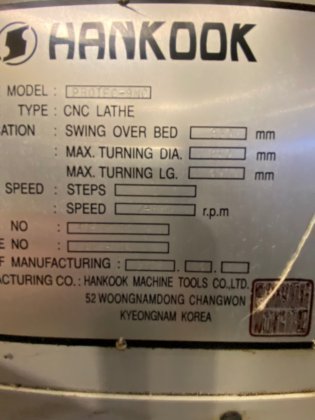 HANKOOK
MODEL :
TYPE : CNC LATHE
ATION : SWING OVER BED mm
: MAX. TURNING DIA. mm
: MAX. TURNING LG. mm
SPEED : STEPS
: SPEED r.p.m
NO :
E NO :
F MANUFACTURING :
ACTURING CO. : HANKOOK MACHINE TOOLS CO.,LTD.
52 WOONGNAMDONG CHANGWON
KYEONGNAM KOREA